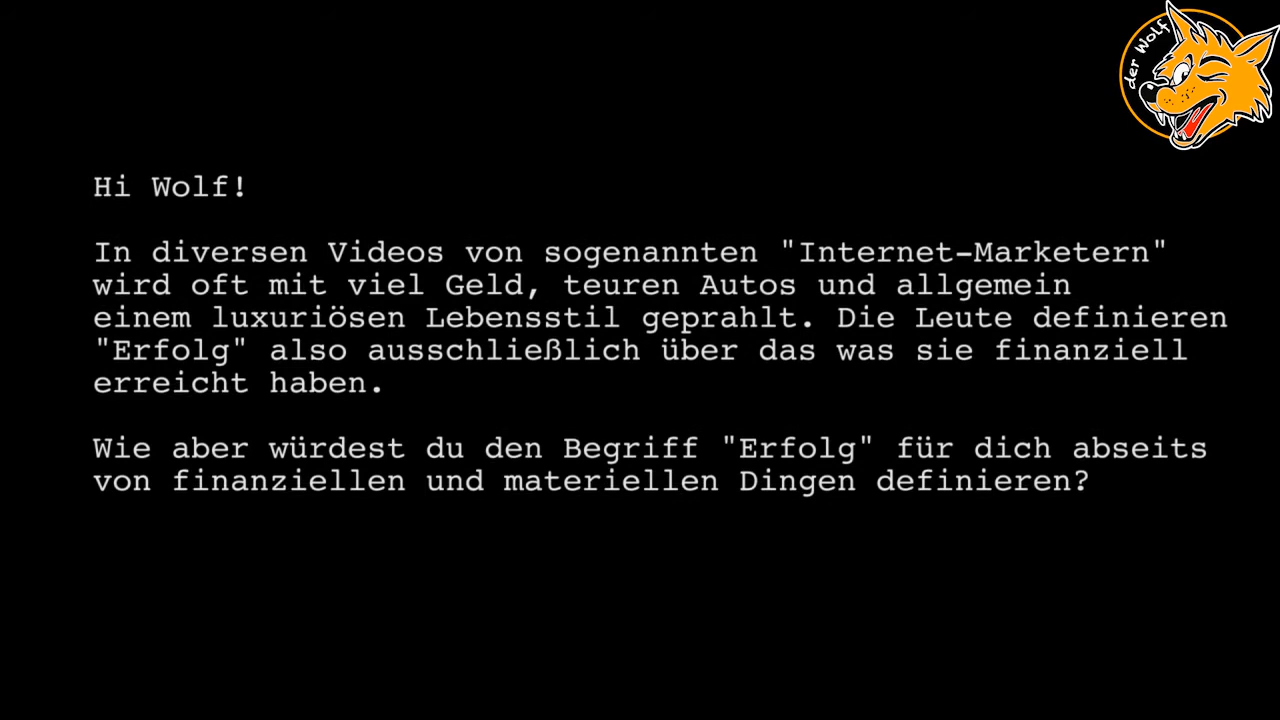 der Wolf
Hi Wolf!
In diversen Videos von sogenannten "Internet-Marketern"
wird oft mit viel Geld, teuren Autos und allgemein
einem luxuriösen Lebensstil geprahlt. Die Leute definieren
"Erfolg" also ausschließlich über das was sie finanziell
erreicht haben.
Wie aber würdest du den Begriff "Erfolg" für dich abseits
von finanziellen und materiellen Dingen definieren?